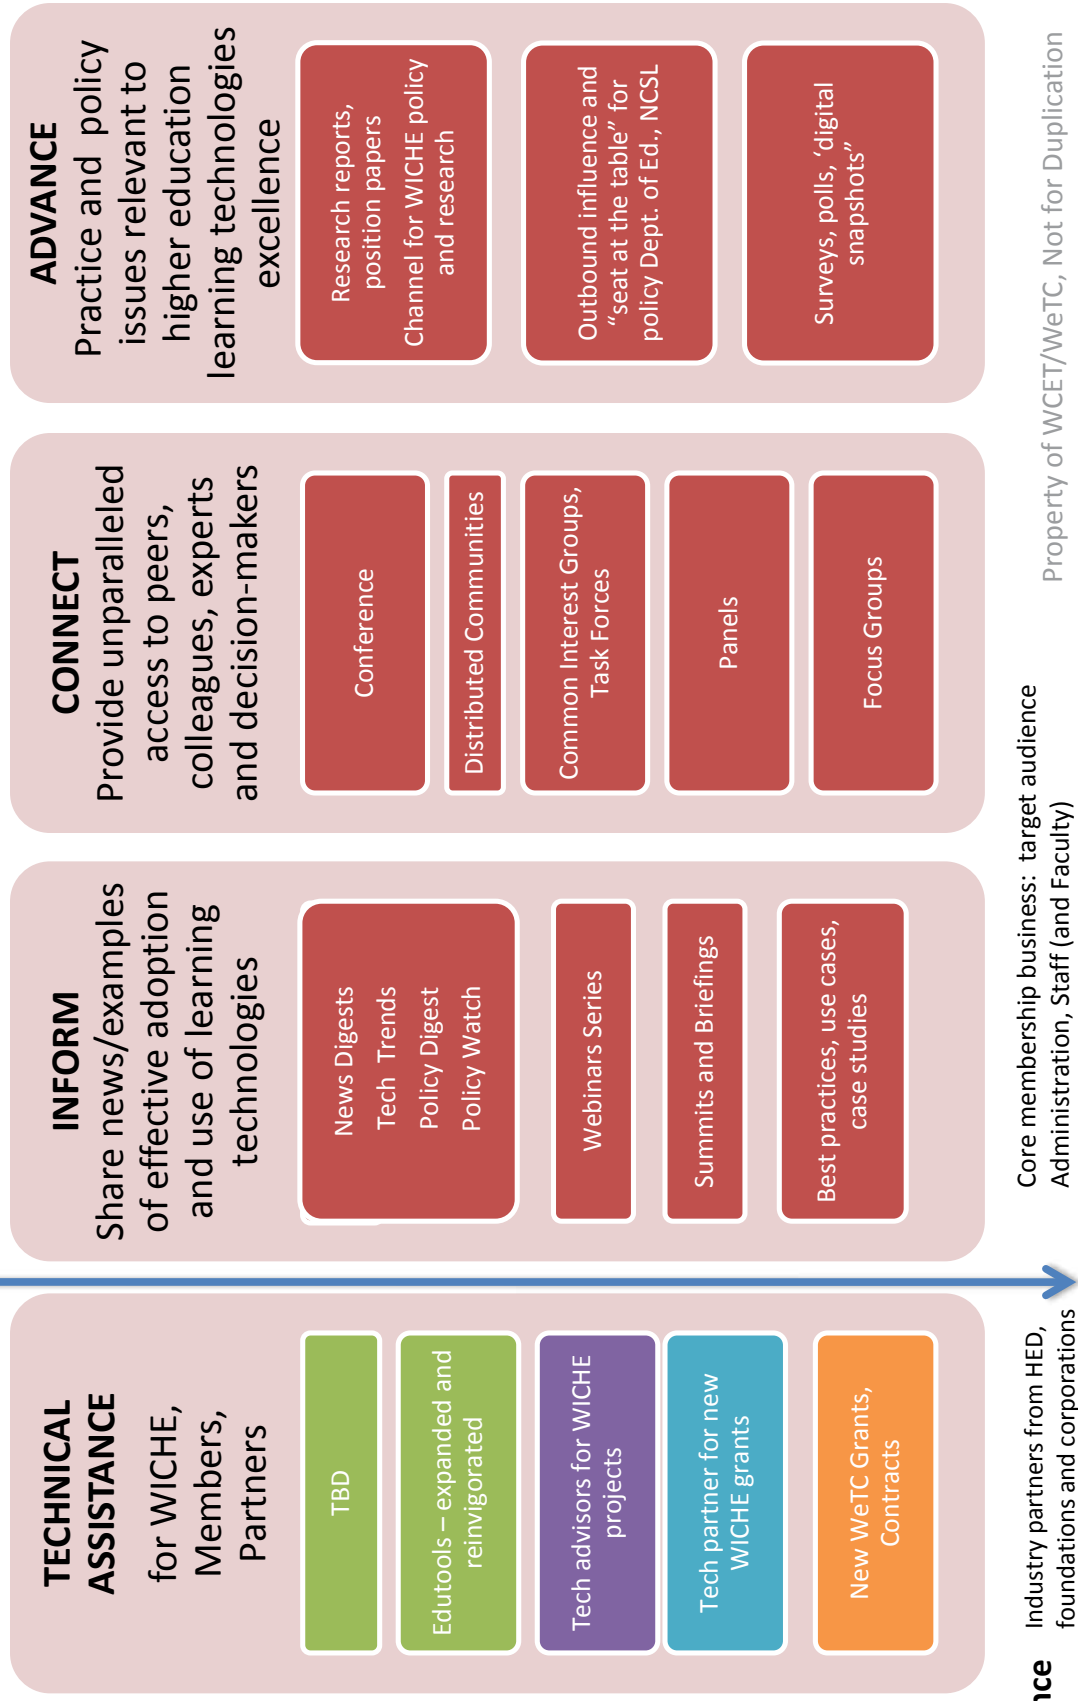 TECHNICAL
ASSISTANCE
for WICHE,
Members,
Partners
TBD
Edutools – expanded and
reinvigorated
Tech advisors for WICHE
projects
Tech partner for new
WICHE grants
New WeTC Grants,
Contracts
INFORM
Share news/examples
of effective adoption
and use of learning
technologies
News Digests
Tech Trends
Policy Digest
Policy Watch
Webinars Series
Summits and Briefings
Best practices, use cases,
case studies
CONNECT
Provide unparalleled
access to peers,
colleagues, experts
and decision-makers
Conference
Distributed Communities
Common Interest Groups,
Task Forces
Panels
Focus Groups
ADVANCE
Practice and policy
issues relevant to
higher education
learning technologies
excellence
Research reports,
position papers
Channel for WICHE policy
and research
Outbound influence and
“seat at the table” for
policy Dept. of Ed., NCSL
Surveys, polls, ‘digital
snapshots”
nce
Industry partners from HED,
foundations and corporations
Core membership business: target audience
Administration, Staff (and Faculty)
Property of WCET/WeTC, Not for Duplication